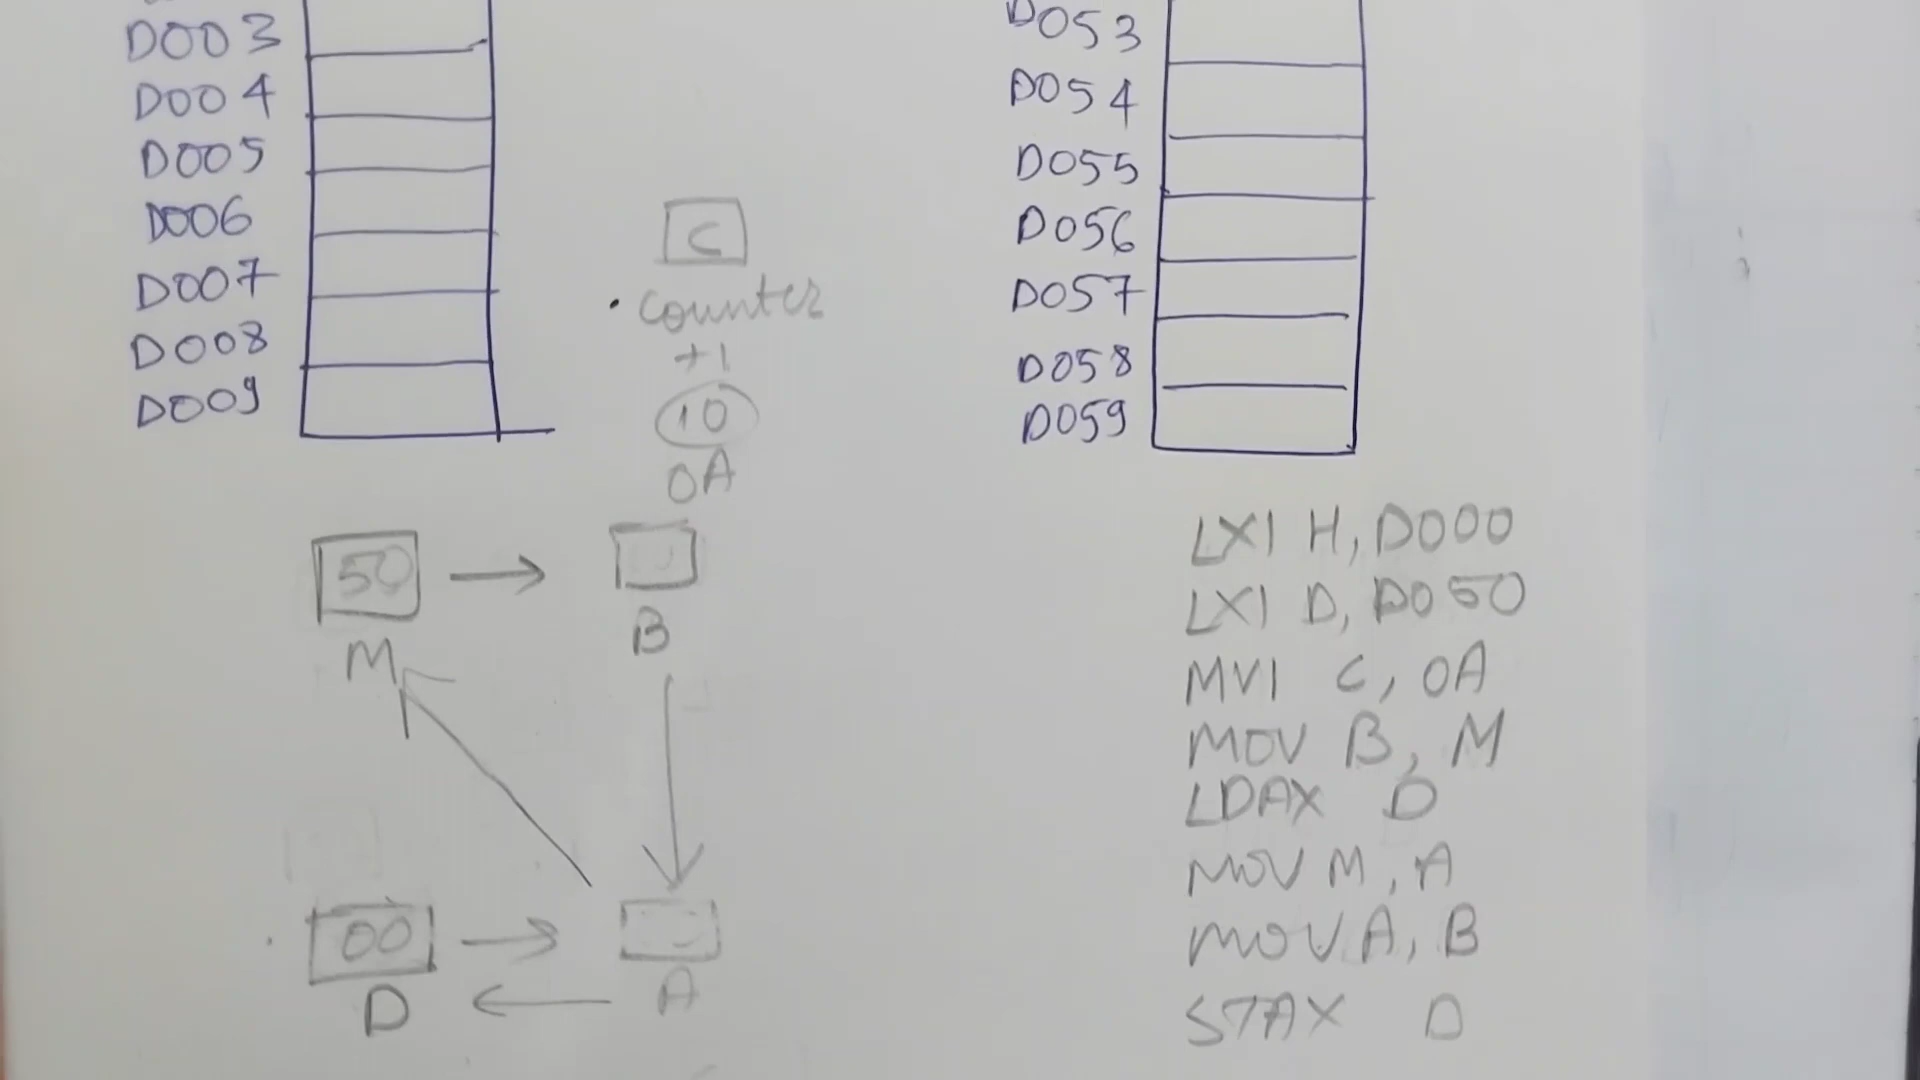 D003
D004
D005
D006
D007
D008
D009
D053
D054
D055
D056
D057
D058
D059
C
counter
+1
10
0A
50
B
M
00
D
A
LXI H, D000
LXI D, D050
MVI C, 0A
MOV B, M
LDAX D
MOV M, A
MOV A, B
STAX D